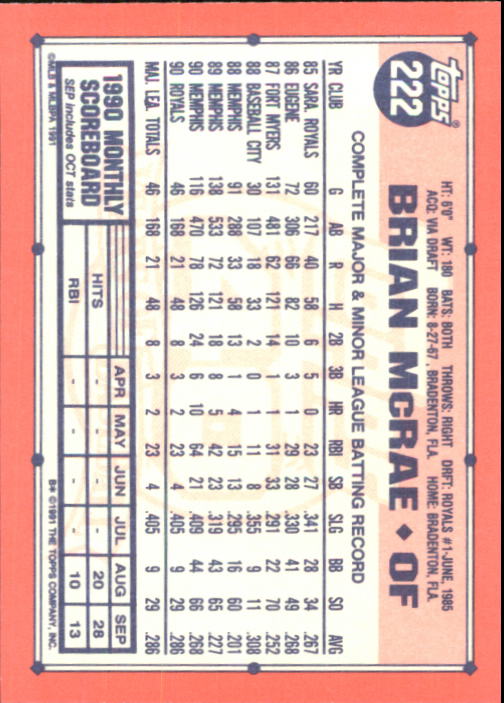 topps®
222
HT: 6'0" WT: 180 BATS: BOTH THROWS: RIGHT DRFT: ROYALS #1-JUNE, 1985
ACQ: VIA DRAFT BORN: 8-27-67, BRADENTON, FLA. HOME: BRADENTON, FLA.
BRIAN McRAE ◆ OF
COMPLETE MAJOR & MINOR LEAGUE BATTING RECORD
YR CLUB G AB R H 2B 3B HR RBI SB SLG BB SO AVG
85 SARA. ROYALS 60 217 40 58 6 5 0 23 27 .341 28 34 .267
86 EUGENE 72 306 66 82 10 3 1 29 28 .330 41 49 .268
87 FORT MYERS 131 481 62 121 14 1 1 31 33 .291 22 70 .252
88 BASEBALL CITY 30 107 18 33 2 0 1 11 8 .355 9 11 .308
88 MEMPHIS 91 288 33 58 13 1 4 15 13 .295 16 60 .201
89 MEMPHIS 138 533 72 121 18 8 5 42 23 .319 43 65 .227
90 MEMPHIS 116 470 78 126 24 6 10 64 21 .409 44 66 .268
90 ROYALS 46 168 21 48 8 3 2 23 4 .405 9 29 .286
MAJ. LEA. TOTALS 46 168 21 48 8 3 2 23 4 .405 9 29 .286
1990 MONTHLY
SCOREBOARD
SEP includes OCT stats
APR MAY JUN JUL AUG SEP
HITS - - - - 20 28
RBI - - - - 10 13
©MLB & MLBPA 1991
B* ©1991 THE TOPPS COMPANY, INC.